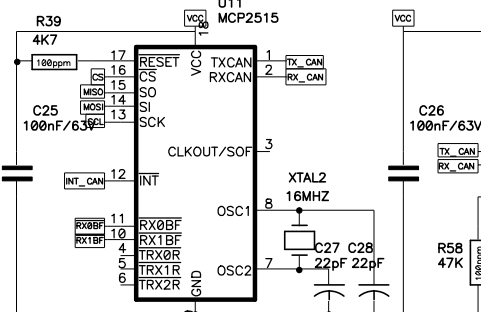 U11
MCP2515
VCC
VCC
R39
4K7
100ppm
18
VCC
17
RESET
TXCAN
1
TX_CAN
CS
16
CS
RXCAN
2
RX_CAN
MISO
15
SO
MOSI
14
SI
13
SCK
C25
100nF/63V
C26
100nF/63V
CLKOUT/SOF
3
TX_CAN
RX_CAN
INT_CAN
12
INT
XTAL2
16MHZ
OSC1
8
RX0BF
11
RX0BF
RX1BF
10
RX1BF
4
TRX0R
5
TRX1R
6
TRX2R
OSC2
7
C27
22pF
C28
22pF
R58
47K
100ppm
GND